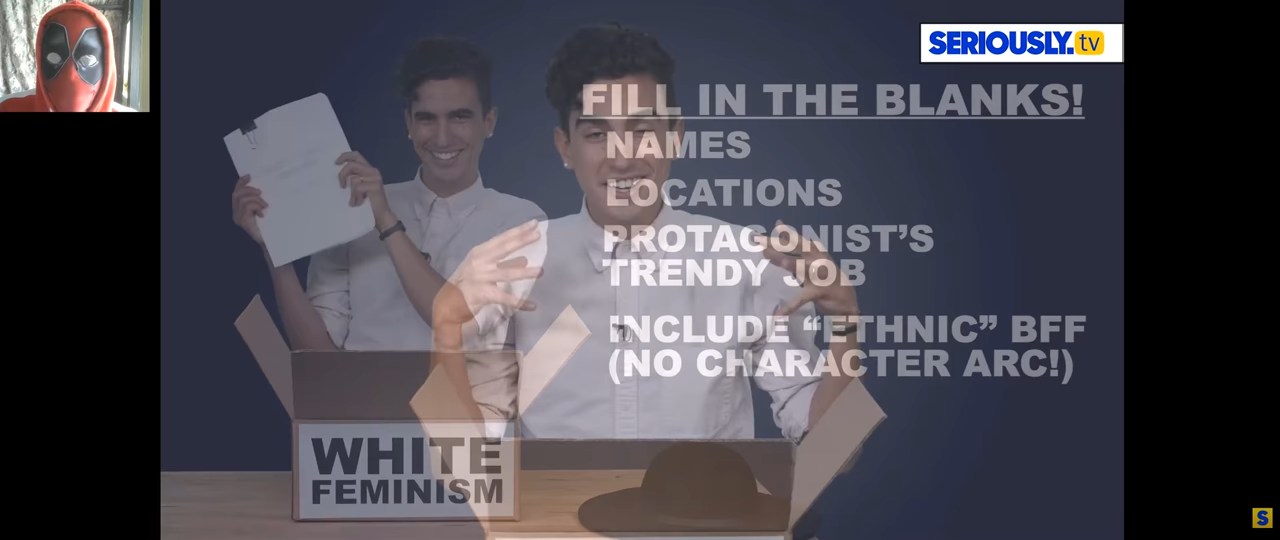 SERIOUSLY.tv
FILL IN THE BLANKS!
NAMES
LOCATIONS
PROTAGONIST’S
TRENDY JOB
INCLUDE “ETHNIC” BFF
(NO CHARACTER ARC!)
WHITE
FEMINISM
S